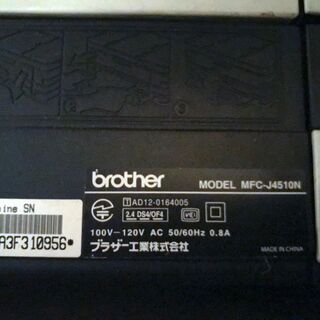 brother
MODEL MFC-J4510N
T AD12-0164005
2.4 DS4/OF4
100V-120V AC 50/60Hz 0.8A
ブラザー工業株式会社
MADE IN CHINA
ine SN
A3F310956*